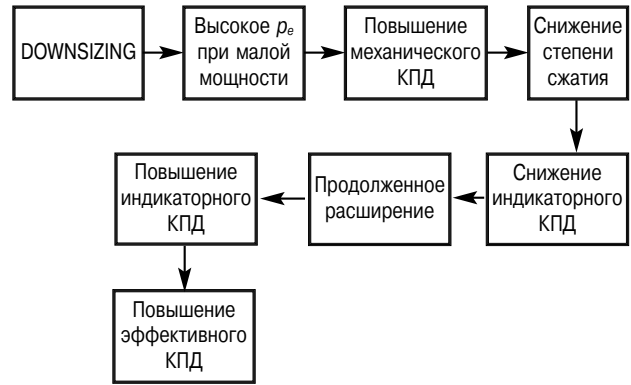 DOWNSIZING
Высокое pₑ
при малой
мощности
Повышение
механического
КПД
Снижение
степени
сжатия
Снижение
индикаторного
КПД
Продолженное
расширение
Повышение
индикаторного
КПД
Повышение
эффективного
КПД